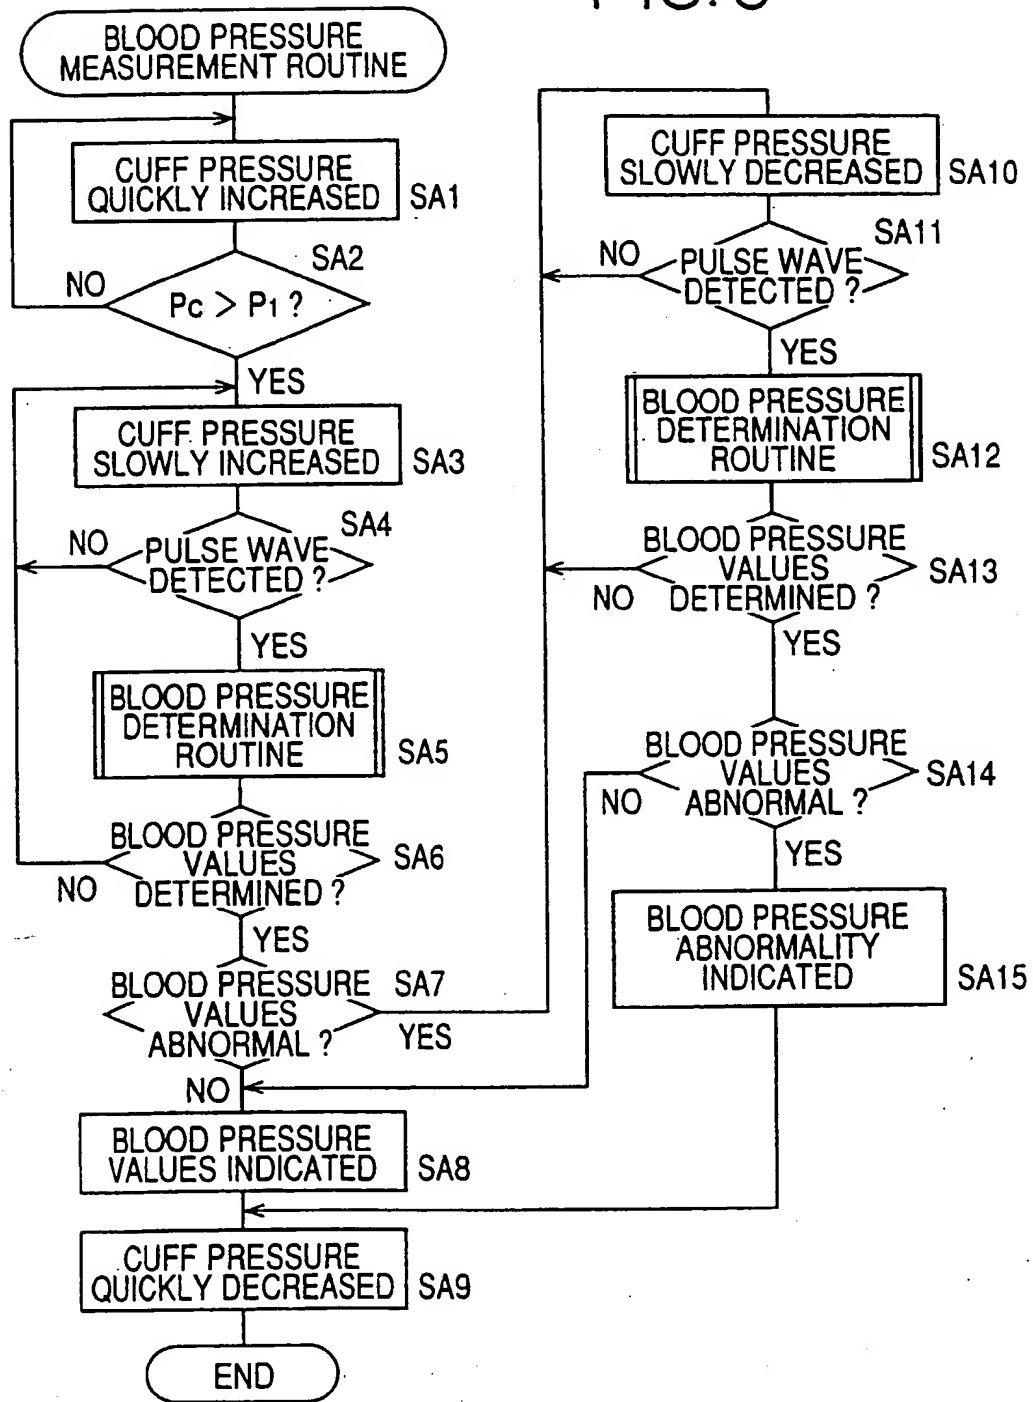 BLOOD PRESSURE
MEASUREMENT ROUTINE
CUFF PRESSURE
QUICKLY INCREASED
SA1
SA2
NO
Pc > P1 ?
YES
CUFF PRESSURE
SLOWLY INCREASED
SA3
SA4
NO
PULSE WAVE
DETECTED ?
YES
BLOOD PRESSURE
DETERMINATION
ROUTINE
SA5
BLOOD PRESSURE
VALUES
DETERMINED ?
SA6
NO
YES
BLOOD PRESSURE
VALUES
ABNORMAL ?
SA7
YES
NO
BLOOD PRESSURE
VALUES INDICATED
SA8
CUFF PRESSURE
QUICKLY DECREASED
SA9
END
CUFF PRESSURE
SLOWLY DECREASED
SA10
SA11
NO
PULSE WAVE
DETECTED ?
YES
BLOOD PRESSURE
DETERMINATION
ROUTINE
SA12
BLOOD PRESSURE
VALUES
DETERMINED ?
SA13
NO
YES
BLOOD PRESSURE
VALUES
ABNORMAL ?
SA14
NO
YES
BLOOD PRESSURE
ABNORMALITY
INDICATED
SA15